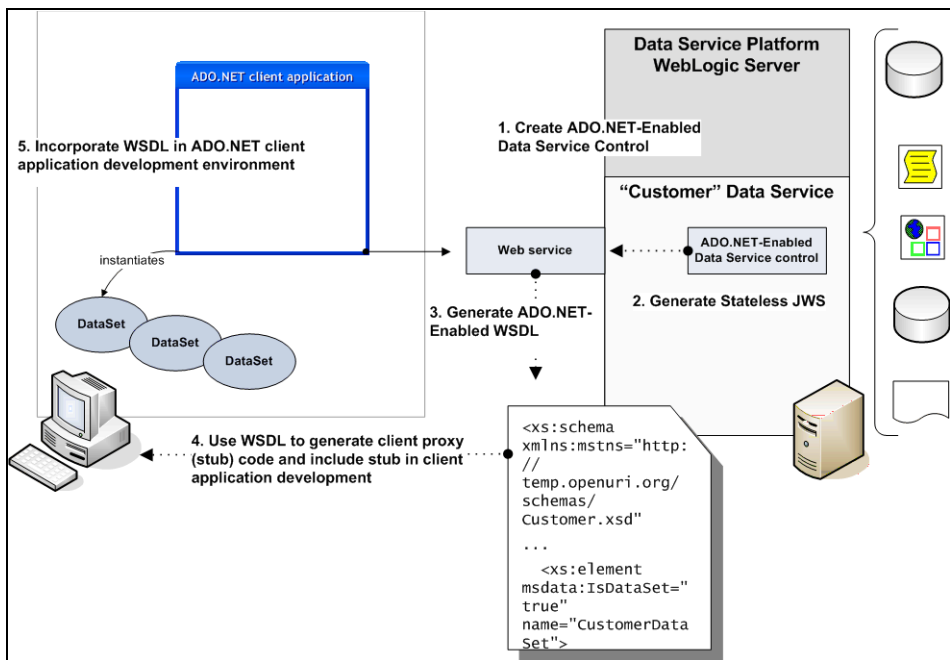 Data Service Platform
WebLogic Server
ADO.NET client application
1. Create ADO.NET-Enabled
Data Service Control
5. Incorporate WSDL in ADO.NET client
application development environment
“Customer” Data Service
Web service
ADO.NET-Enabled
Data Service control
instantiates
2. Generate Stateless JWS
3. Generate ADO.NET-
Enabled WSDL
DataSet
DataSet
DataSet
4. Use WSDL to generate client proxy
(stub) code and include stub in client
application development
<xs:schema
xmlns:mstns="http:
//
temp.openuri.org/
schemas/
Customer.xsd"
...
<xs:element
msdata:IsDataSet="
true"
name="CustomerData
Set">